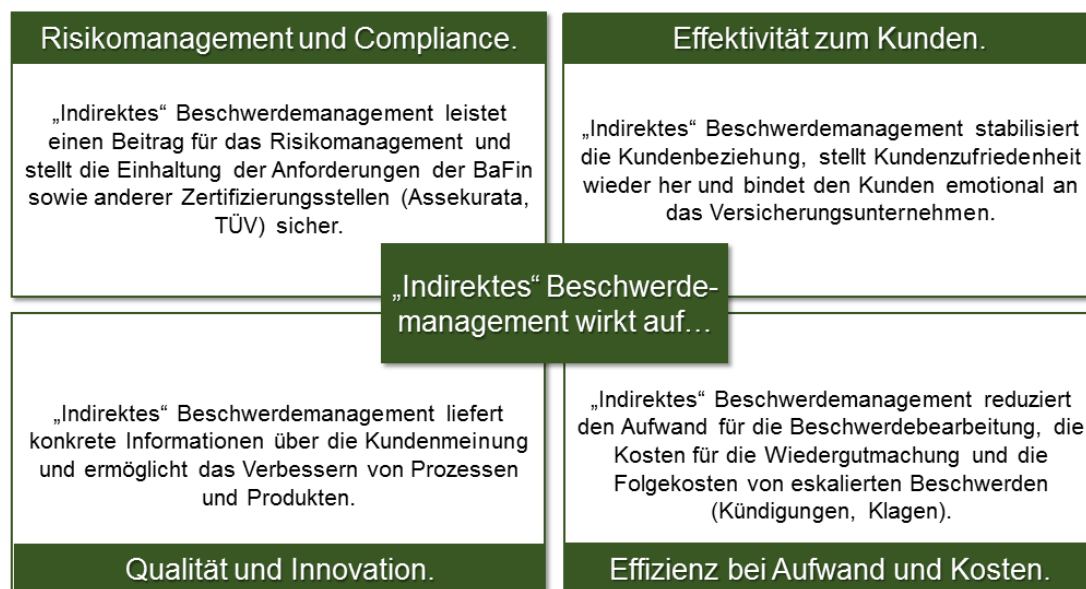 Risikomanagement und Compliance.
„Indirektes“ Beschwerdemanagement leistet
einen Beitrag für das Risikomanagement und
stellt die Einhaltung der Anforderungen der BaFin
sowie anderer Zertifizierungsstellen (Assekurata,
TÜV) sicher.
Effektivität zum Kunden.
„Indirektes“ Beschwerdemanagement stabilisiert
die Kundenbeziehung, stellt Kundenzufriedenheit
wieder her und bindet den Kunden emotional an
das Versicherungsunternehmen.
„Indirektes“ Beschwerde-
management wirkt auf…
„Indirektes“ Beschwerdemanagement liefert
konkrete Informationen über die Kundenmeinung
und ermöglicht das Verbessern von Prozessen
und Produkten.
Qualität und Innovation.
„Indirektes“ Beschwerdemanagement reduziert
den Aufwand für die Beschwerdebearbeitung, die
Kosten für die Wiedergutmachung und die
Folgekosten von eskalierten Beschwerden
(Kündigungen, Klagen).
Effizienz bei Aufwand und Kosten.